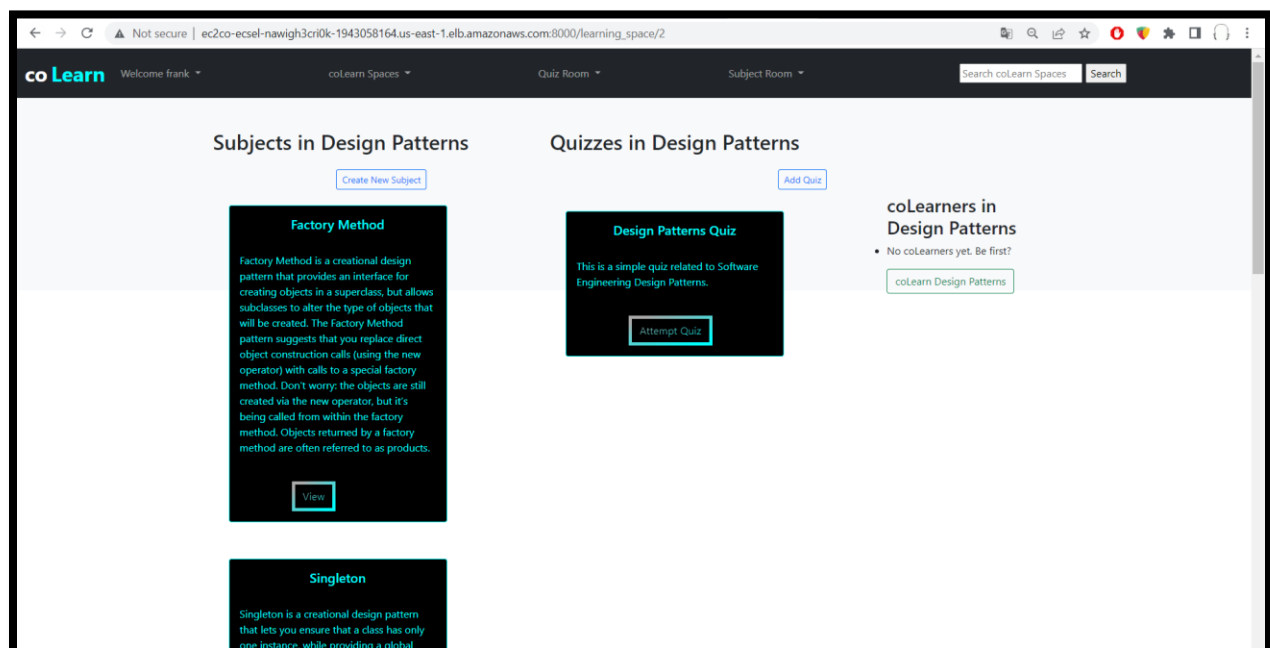 Not secure | ec2co-ecsel-nawigh3cri0k-1943058164.us-east-1.elb.amazonaws.com:8000/learning_space/2
co Learn Welcome frank coLearn Spaces Quiz Room Subject Room Search coLearn Spaces Search
Subjects in Design Patterns
Create New Subject
Factory Method
Factory Method is a creational design
pattern that provides an interface for
creating objects in a superclass, but allows
subclasses to alter the type of objects that
will be created. The Factory Method
pattern suggests that you replace direct
object construction calls (using the new
operator) with calls to a special factory
method. Don't worry: the objects are still
created via the new operator, but it's
being called from within the factory
method. Objects returned by a factory
method are often referred to as products.
View
Singleton
Singleton is a creational design pattern
that lets you ensure that a class has only
one instance, while providing a global
Quizzes in Design Patterns
Add Quiz
Design Patterns Quiz
This is a simple quiz related to Software
Engineering Design Patterns.
Attempt Quiz
coLearners in
Design Patterns
No coLearners yet. Be first?
coLearn Design Patterns